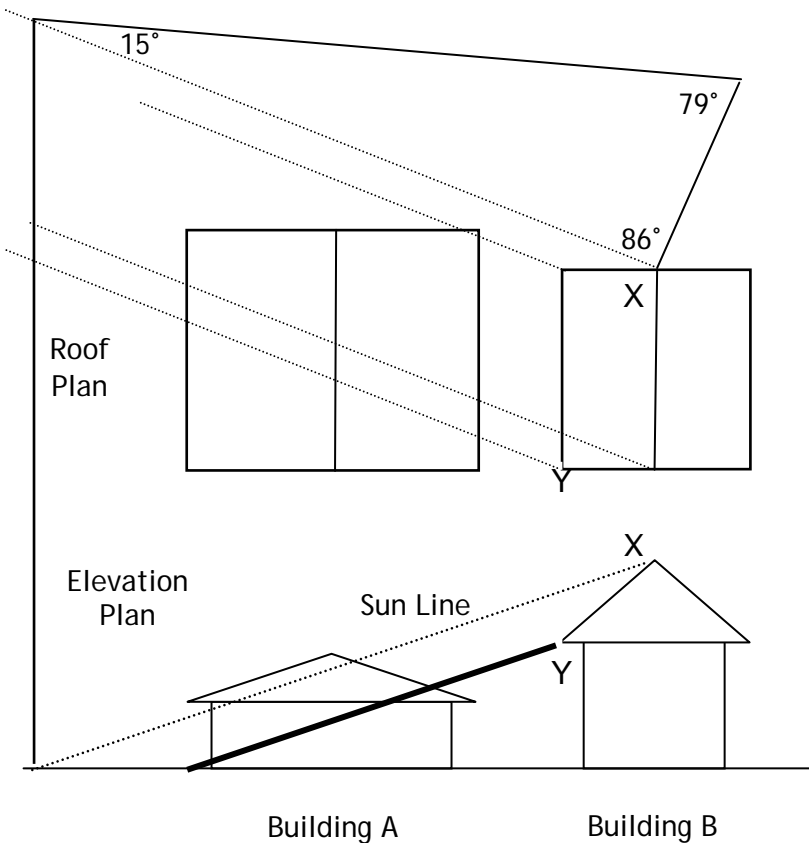 15˚
79˚
86˚
X
Roof
Plan
Y
X
Elevation
Plan
Sun Line
Y
Building A
Building B